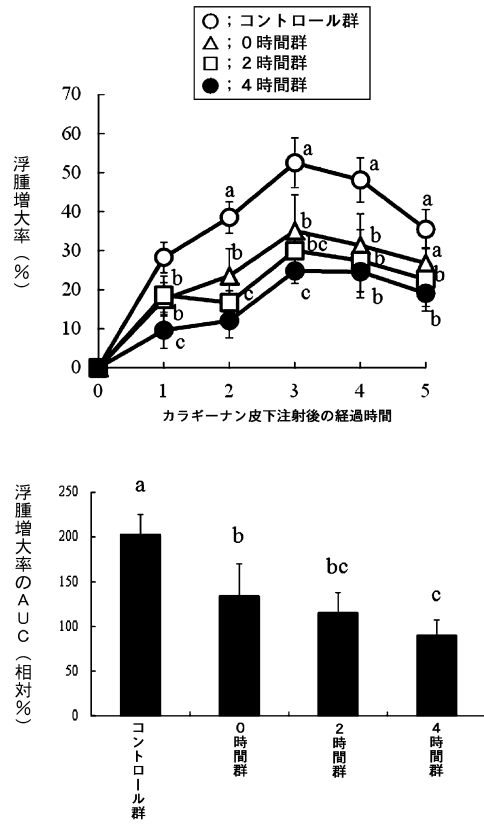 ○；コントロール群
△；０時間群
□；２時間群
●；４時間群
浮腫増大率（％）
70
60
50
40
30
20
10
0
a
a
a
a
b
b
b
b
a
b
c
bc
b
b
c
c
b
b
0 1 2 3 4 5
カラギーナン皮下注射後の経過時間
浮腫増大率のＡＵＣ（相対％）
250
200
150
100
50
0
a
b
bc
c
コントロール群
０時間群
２時間群
４時間群